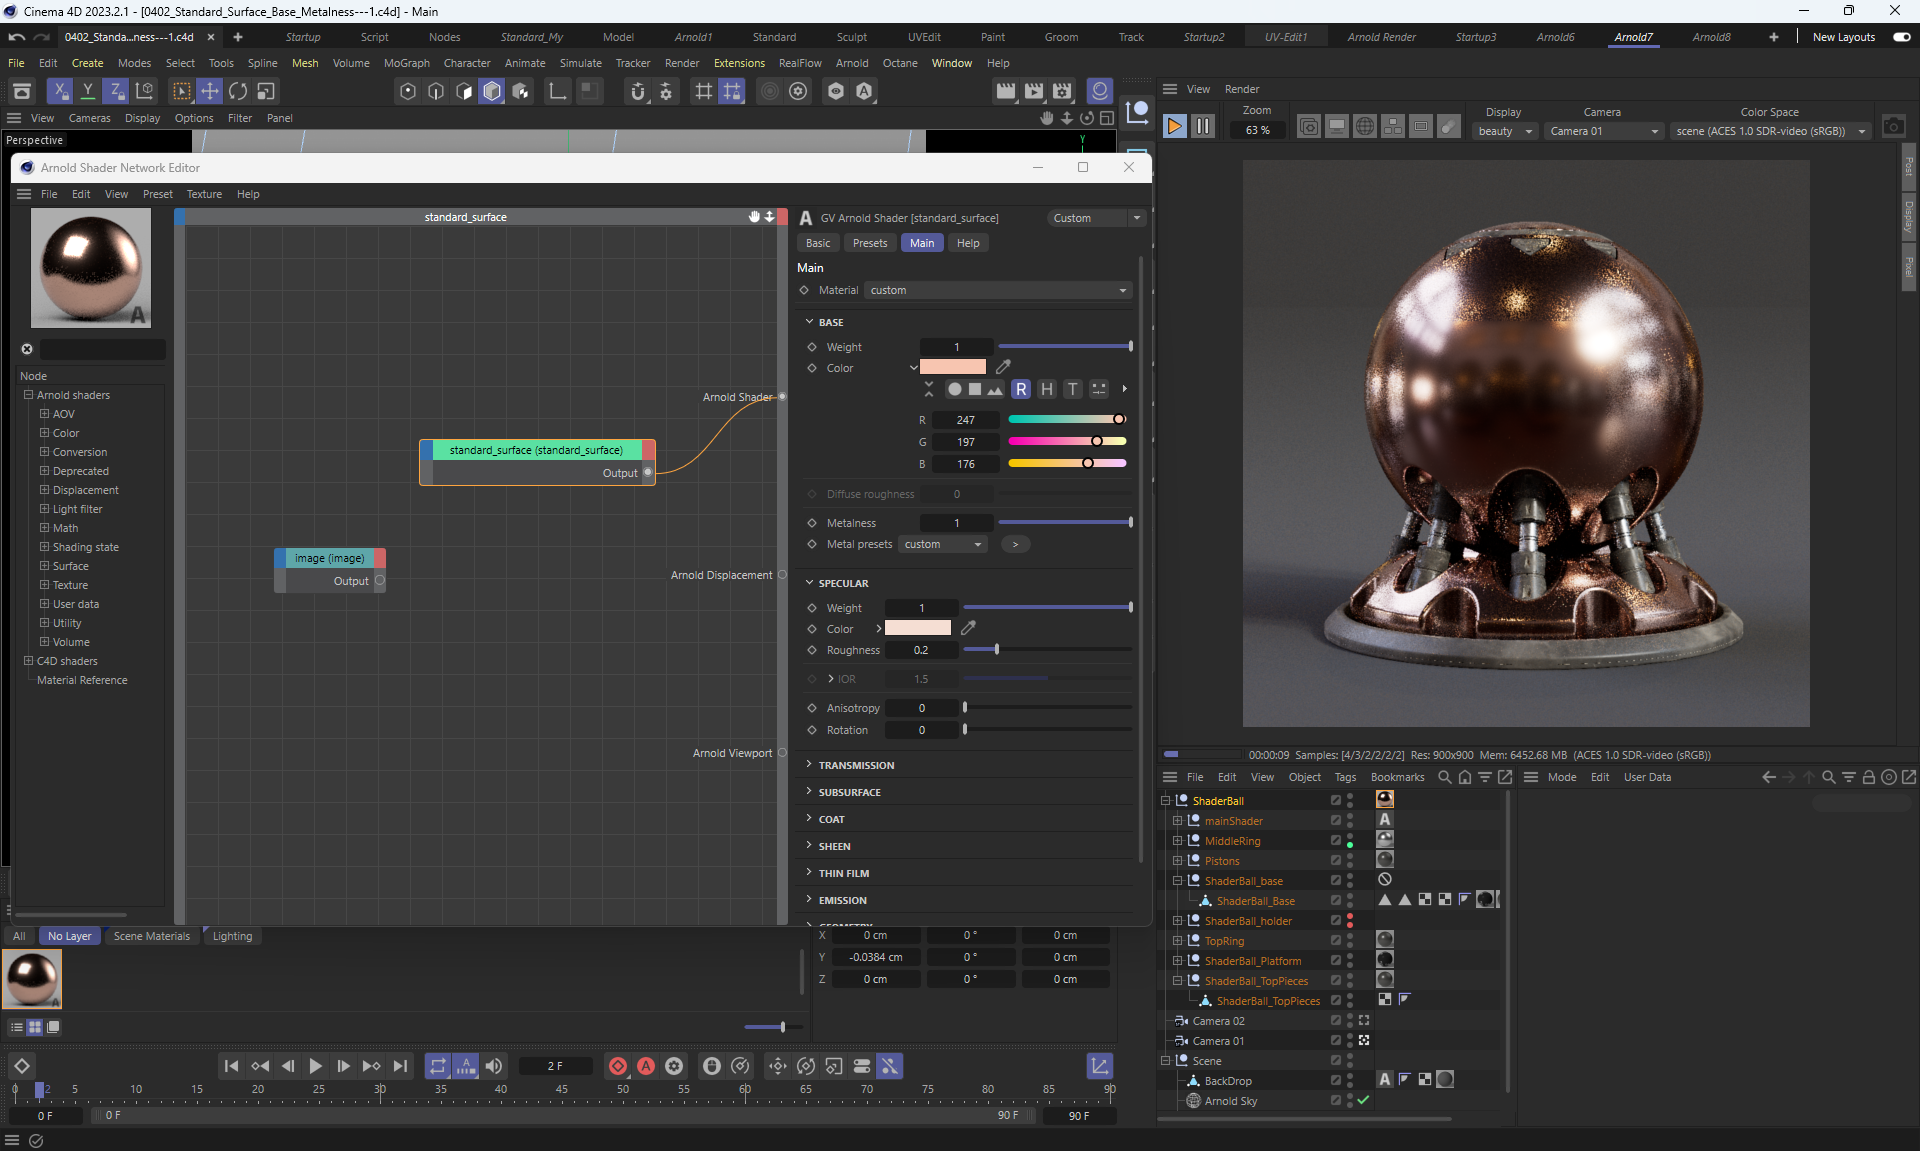 Cinema 4D 2023.2.1 - [0402_Standard_Surface_Base_Metalness---1.c4d] - Main
0402_Standa...ness---1.c4d Startup Script Nodes Standard_My Model Arnold1 Standard Sculpt UVEdit Paint Groom Track Startup2 UV-Edit1 Arnold Render Startup3 Arnold6 Arnold7 Arnold8 New Layouts
File Edit Create Modes Select Tools Spline Mesh Volume MoGraph Character Animate Simulate Tracker Render Extensions RealFlow Arnold Octane Window Help
X Y Z
View Cameras Display Options Filter Panel
Perspective
Y
Arnold Shader Network Editor
File Edit View Preset Texture Help
A
Node
Arnold shaders
AOV
Color
Conversion
Deprecated
Displacement
Light filter
Math
Shading state
Surface
Texture
User data
Utility
Volume
C4D shaders
Material Reference
standard_surface
Arnold Shader
standard_surface (standard_surface)
Output
image (image)
Output
Arnold Displacement
Arnold Viewport
A GV Arnold Shader [standard_surface] Custom
Basic Presets Main Help
Main
Material custom
BASE
Weight 1
Color
R H T
R 247
G 197
B 176
Diffuse roughness 0
Metalness 1
Metal presets custom >
SPECULAR
Weight 1
Color
Roughness 0.2
IOR 1.5
Anisotropy 0
Rotation 0
TRANSMISSION
SUBSURFACE
COAT
SHEEN
THIN FILM
EMISSION
GEOMETRY
View Render
Zoom Display Camera Color Space
63 % beauty Camera 01 scene (ACES 1.0 SDR-video (sRGB))
Post
Display
Pixel
00:00:09 Samples: [4/3/2/2/2/2] Res: 900x900 Mem: 6452.68 MB (ACES 1.0 SDR-video (sRGB))
File Edit View Object Tags Bookmarks
Mode Edit User Data
ShaderBall
mainShader A
MiddleRing
Pistons
ShaderBall_base
ShaderBall_Base
ShaderBall_holder
TopRing
ShaderBall_Platform
ShaderBall_TopPieces
ShaderBall_TopPieces
Camera 02
Camera 01
Scene
BackDrop A
Arnold Sky
All No Layer Scene Materials Lighting
A
X 0 cm 0 ° 0 cm
Y -0.0384 cm 0 ° 0 cm
Z 0 cm 0 ° 0 cm
2 F
0 2 5 10 15 20 25 30 35 40 45 50 55 60 65 70 75 80 85 90
0 F 0 F 90 F 90 F